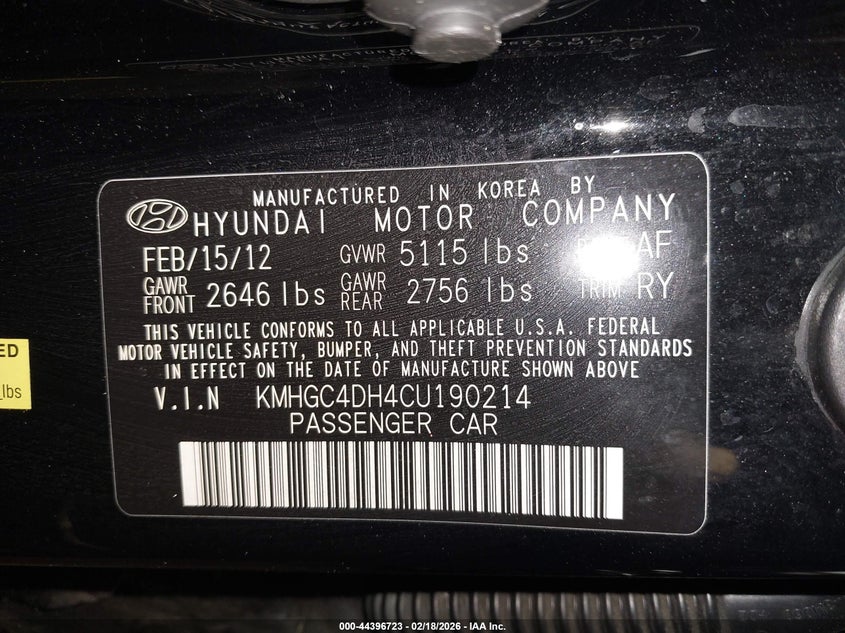 MANUFACTURED IN KOREA BY
HYUNDAI MOTOR COMPANY
FEB/15/12 GVWR 5115 lbs AF
GAWR FRONT 2646 lbs GAWR REAR 2756 lbs TRIM RY
THIS VEHICLE CONFORMS TO ALL APPLICABLE U.S.A. FEDERAL
MOTOR VEHICLE SAFETY, BUMPER, AND THEFT PREVENTION STANDARDS
IN EFFECT ON THE DATE OF MANUFACTURE SHOWN ABOVE
V.I.N KMHGC4DH4CU190214
PASSENGER CAR
ED
lbs
000-44396723 - 02/18/2026 - IAA Inc.